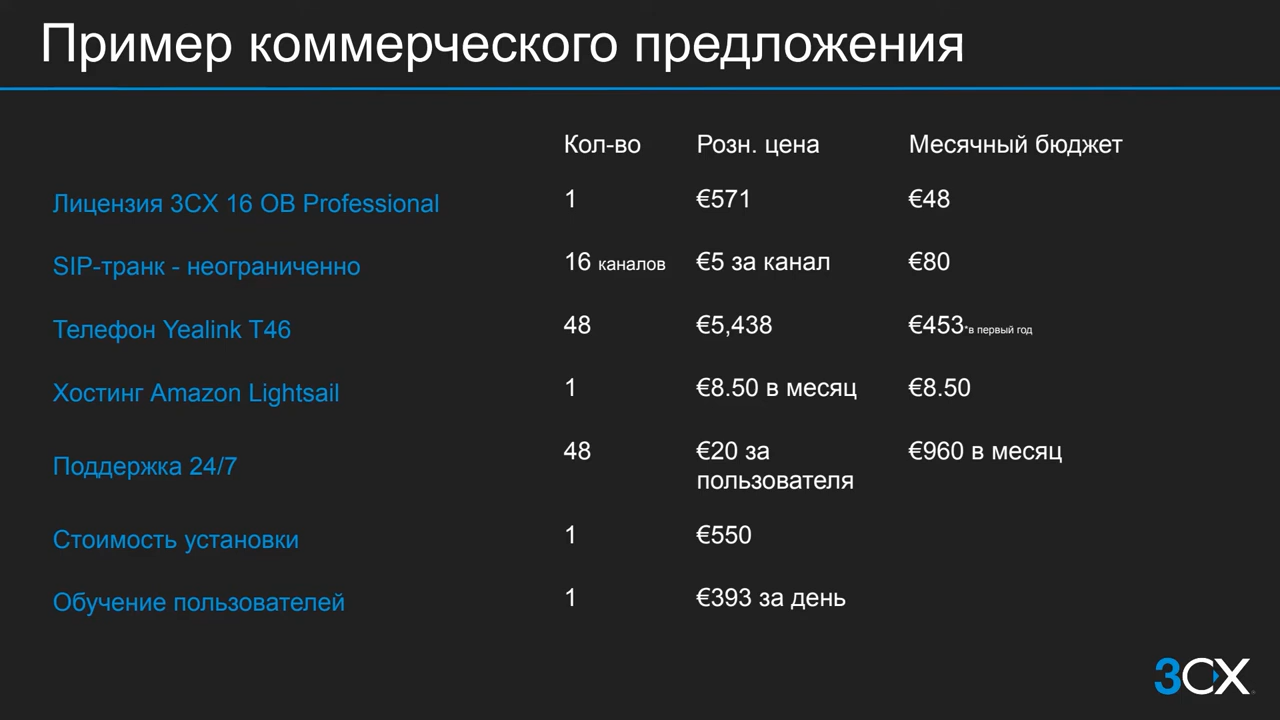 Пример коммерческого предложения
Кол-во Розн. цена Месячный бюджет
Лицензия 3CX 16 OB Professional 1 €571 €48
SIP-транк - неограниченно 16 каналов €5 за канал €80
Телефон Yealink T46 48 €5,438 €453 *в первый год
Хостинг Amazon Lightsail 1 €8.50 в месяц €8.50
Поддержка 24/7 48 €20 за пользователя €960 в месяц
Стоимость установки 1 €550
Обучение пользователей 1 €393 за день
3CX